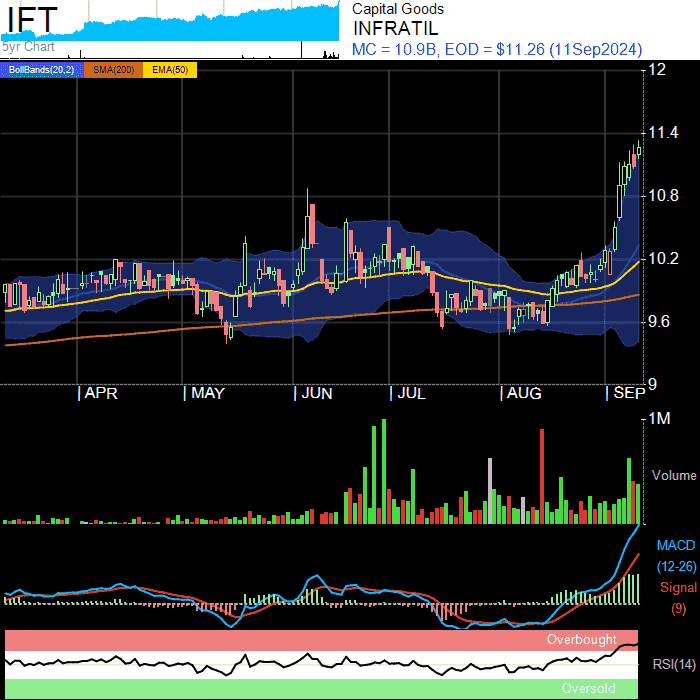 IFT
5yr Chart
Capital Goods
INFRATIL
MC = 10.9B, EOD = $11.26 (11Sep2024)
BollBands(20,2) SMA(200) EMA(50)
12
11.4
10.8
10.2
9.6
9
| APR | MAY | JUN | JUL | AUG | SEP
1M
Volume
MACD
(12-26)
Signal
(9)
Overbought
RSI(14)
Oversold